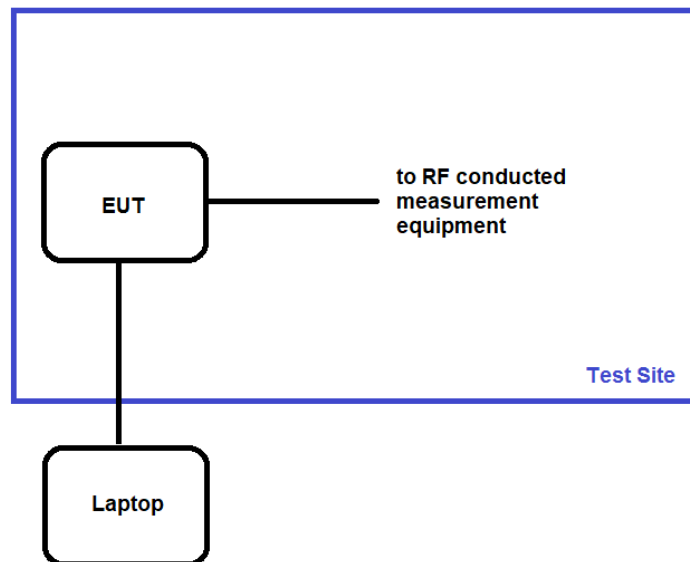 EUT
to RF conducted
measurement
equipment
Test Site
Laptop